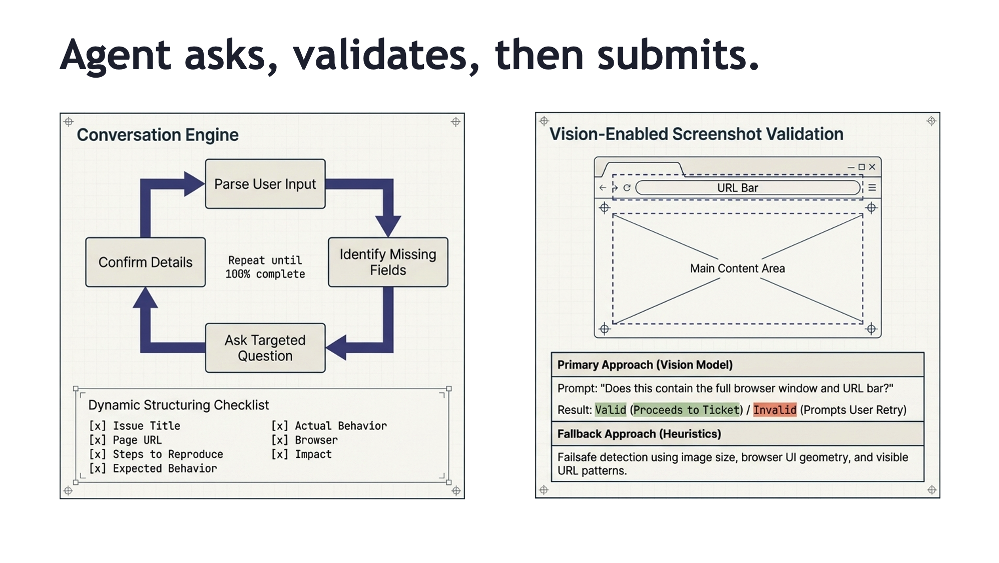 Agent asks, validates, then submits.
Conversation Engine
Parse User Input
Identify Missing
Fields
Ask Targeted
Question
Confirm Details
Repeat until
100% complete
Dynamic Structuring Checklist
[x] Issue Title
[x] Page URL
[x] Steps to Reproduce
[x] Expected Behavior
[x] Actual Behavior
[x] Browser
[x] Impact
Vision-Enabled Screenshot Validation
URL Bar
Main Content Area
Primary Approach (Vision Model)
Prompt: "Does this contain the full browser window and URL bar?"
Result: Valid (Proceeds to Ticket) / Invalid (Prompts User Retry)
Fallback Approach (Heuristics)
Failsafe detection using image size, browser UI geometry, and visible
URL patterns.